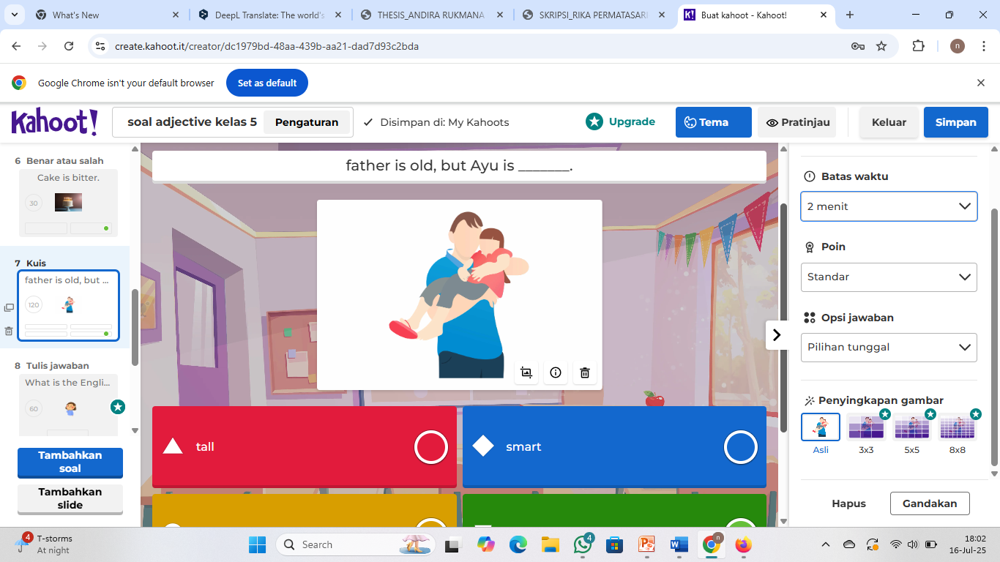 What's New
DeepL Translate: The world's
THESIS_ANDIRA RUKMANA
SKRIPSI_RIKA PERMATASARI
Buat kahoot - Kahoot!
create.kahoot.it/creator/dc1979bd-48aa-439b-aa21-dad7d93c2bda
n
Google Chrome isn't your default browser
Set as default
Kahoot!
soal adjective kelas 5
Pengaturan
Disimpan di: My Kahoots
Upgrade
Tema
Pratinjau
Keluar
Simpan
6 Benar atau salah
Cake is bitter.
30
7 Kuis
father is old, but ...
120
8 Tulis jawaban
What is the Engli...
60
Tambahkan
soal
Tambahkan
slide
father is old, but Ayu is _______.
tall
smart
Batas waktu
2 menit
Poin
Standar
Opsi jawaban
Pilihan tunggal
Penyingkapan gambar
Asli
3x3
5x5
8x8
Hapus
Gandakan
4
T-storms
At night
Search
4
n
18:02
16-Jul-25